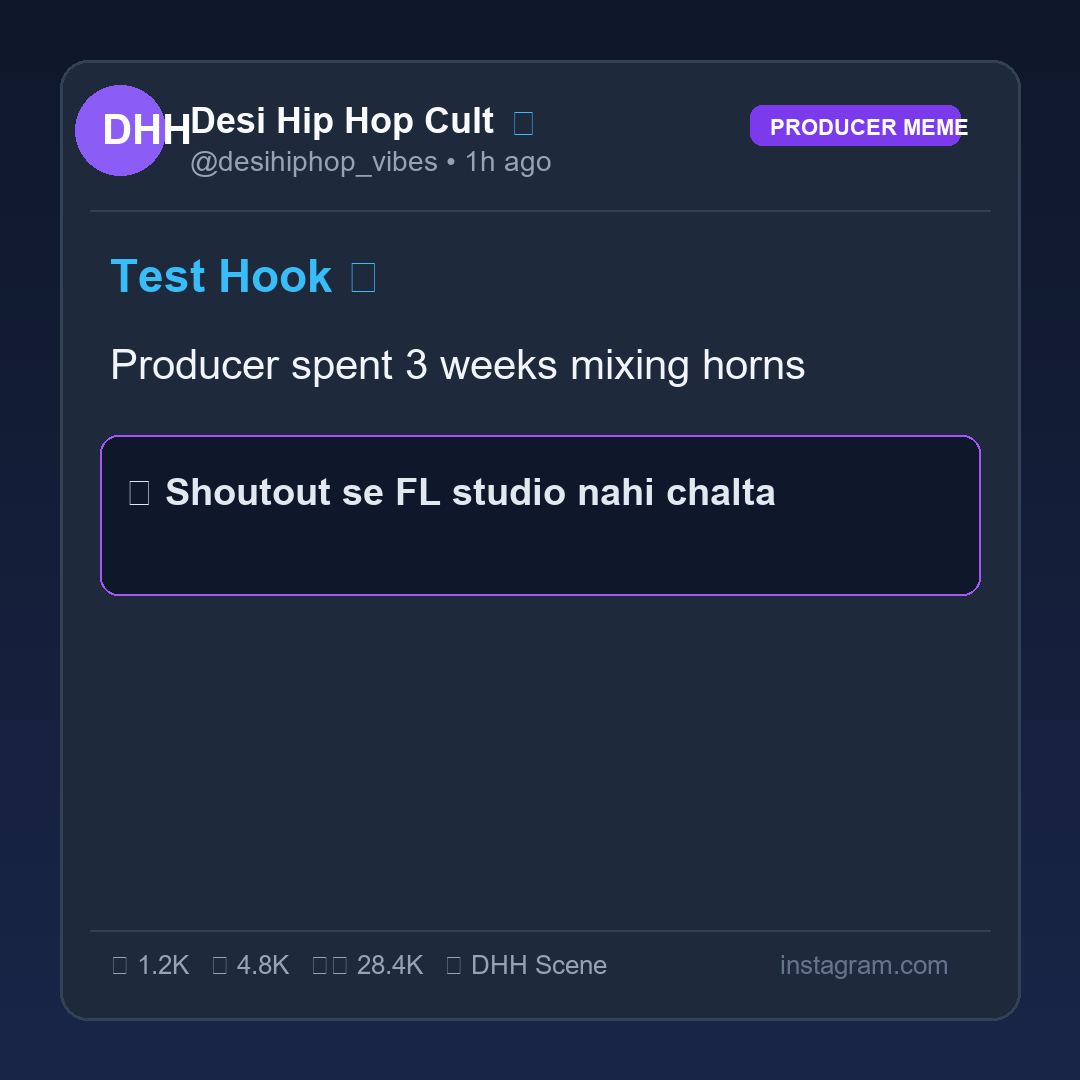 DHH
Desi Hip Hop Cult
@desihiphop_vibes • 1h ago
PRODUCER MEME
Test Hook
Producer spent 3 weeks mixing horns
Shoutout se FL studio nahi chalta
1.2K 4.8K 28.4K DHH Scene
instagram.com